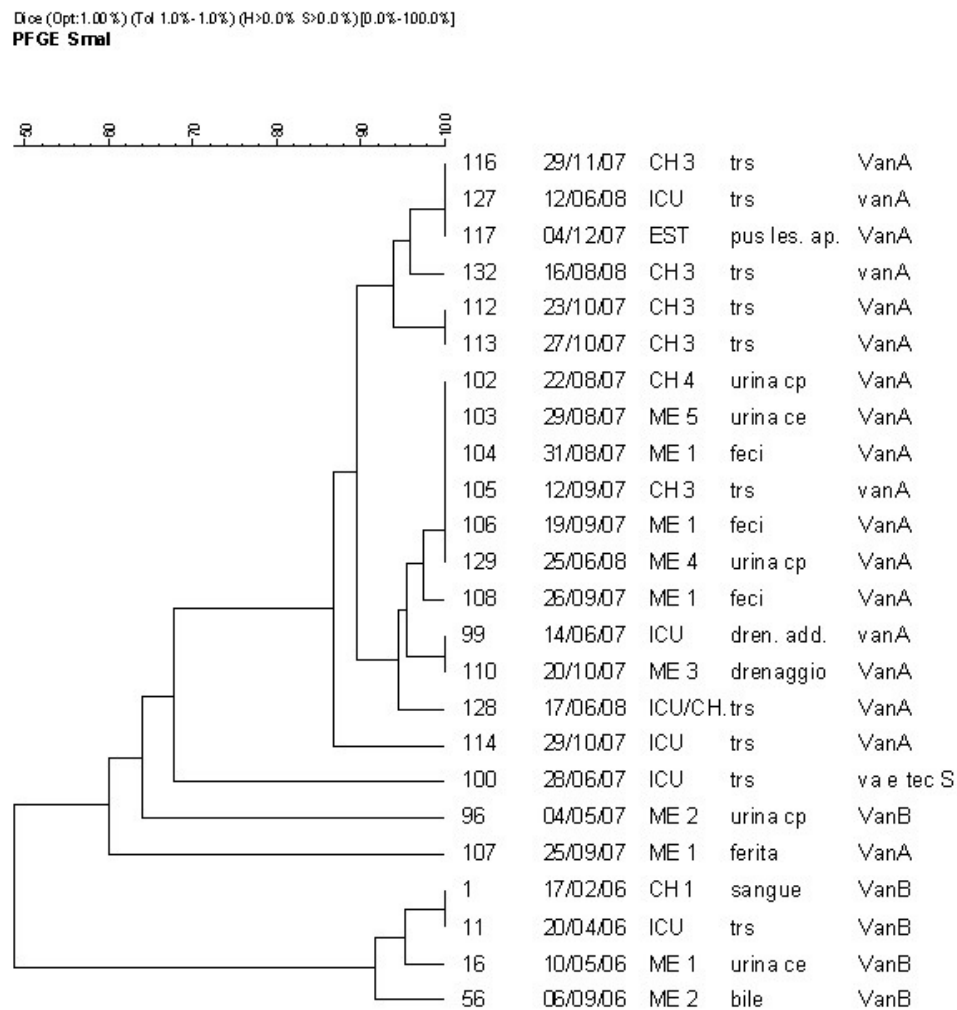 Dice (Opt:1.00%) (Tol 1.0%-1.0%) (H>0.0% S>0.0%) [0.0%-100.0%]
PFGE SmaI
50 60 70 80 90 100
116 29/11/07 CH 3 trs VanA
127 12/06/08 ICU trs vanA
117 04/12/07 EST pus les. ap. VanA
132 16/08/08 CH 3 trs vanA
112 23/10/07 CH 3 trs VanA
113 27/10/07 CH 3 trs VanA
102 22/08/07 CH 4 urina cp VanA
103 29/08/07 ME 5 urina ce VanA
104 31/08/07 ME 1 feci VanA
105 12/09/07 CH 3 trs vanA
106 19/09/07 ME 1 feci VanA
129 25/06/08 ME 4 urina cp VanA
108 26/09/07 ME 1 feci VanA
99 14/06/07 ICU dren. add. vanA
110 20/10/07 ME 3 drenaggio VanA
128 17/06/08 ICU/CH. trs VanA
114 29/10/07 ICU trs VanA
100 28/06/07 ICU trs va e tec S
96 04/05/07 ME 2 urina cp VanB
107 25/09/07 ME 1 ferita VanA
1 17/02/06 CH 1 sangue VanB
11 20/04/06 ICU trs VanB
16 10/05/06 ME 1 urina ce VanB
56 06/09/06 ME 2 bile VanB